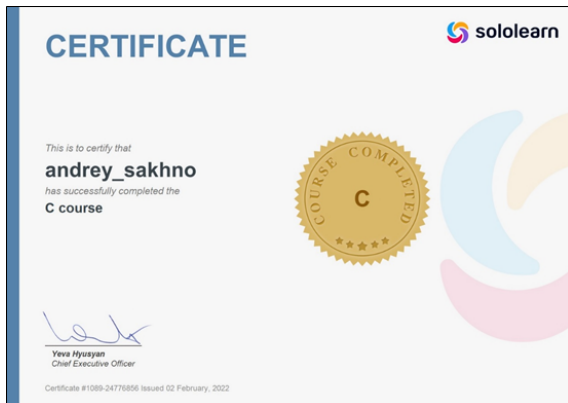 CERTIFICATE
sololearn
This is to certify that
andrey_sakhno
has successfully completed the
C course
COURSE COMPLETED
C
Yeva Hyusyan
Chief Executive Officer
Certificate #1089-24776856 Issued 02 February, 2022